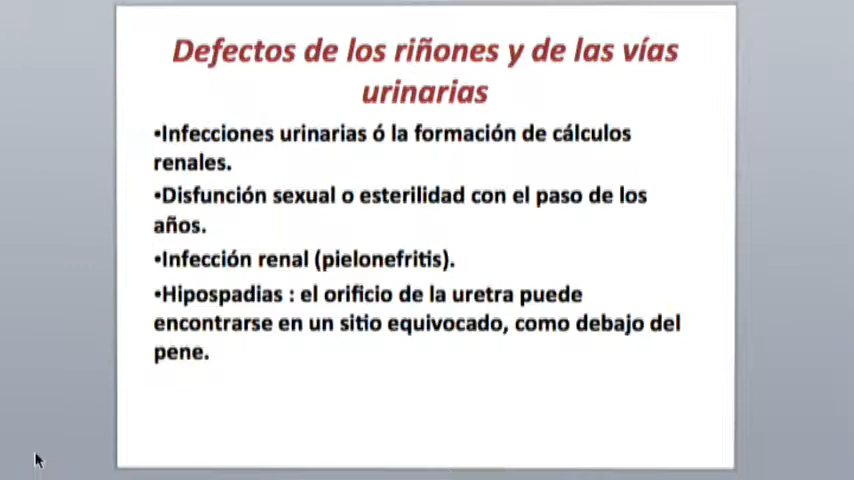 Defectos de los riñones y de las vías
urinarias
•Infecciones urinarias ó la formación de cálculos
renales.
•Disfunción sexual o esterilidad con el paso de los
años.
•Infección renal (pielonefritis).
•Hipospadias : el orificio de la uretra puede
encontrarse en un sitio equivocado, como debajo del
pene.